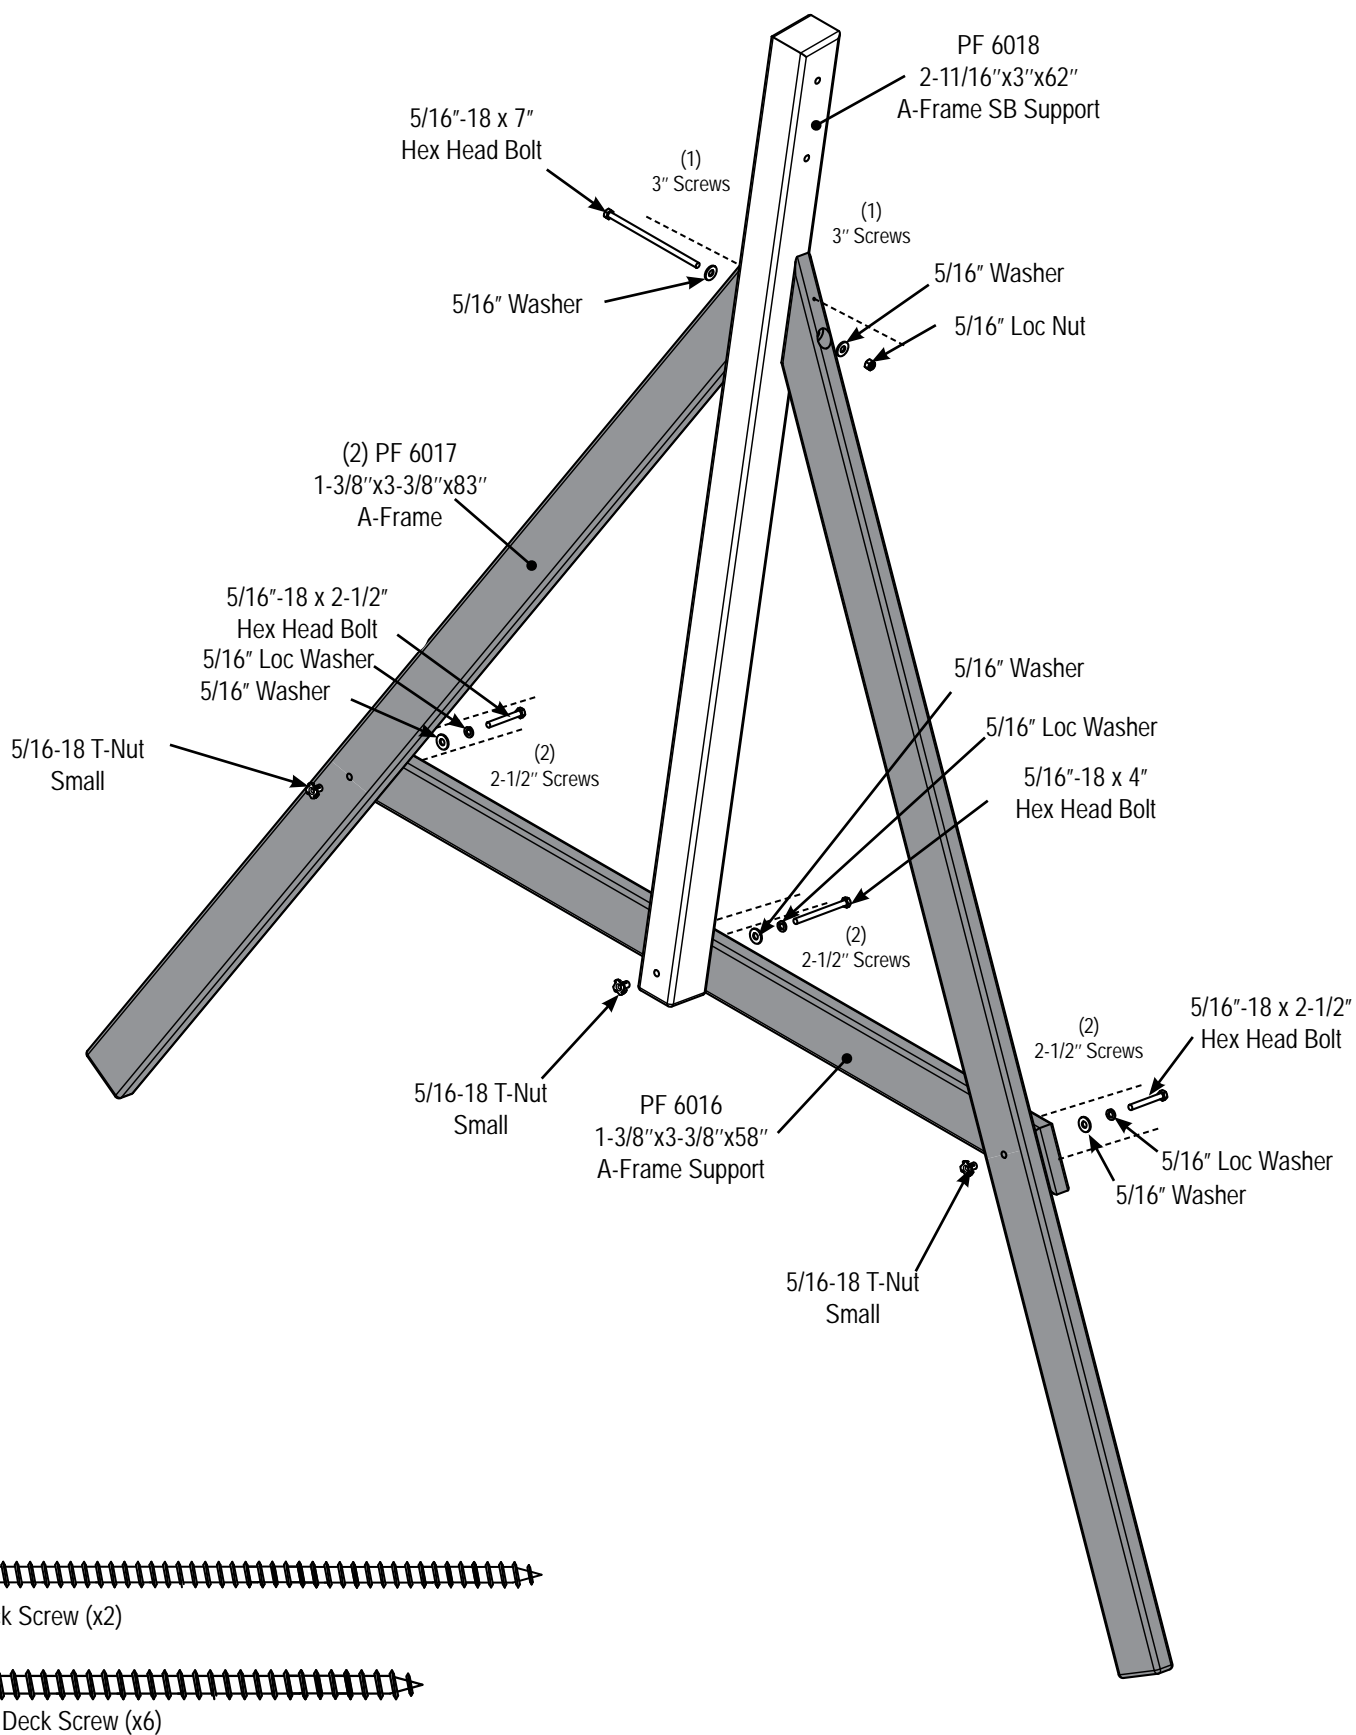 PF 6018
2-11/16"x3"x62"
A-Frame SB Support
5/16"-18 x 7"
Hex Head Bolt
(1)
3" Screws
(1)
3" Screws
5/16" Washer
5/16" Washer
5/16" Loc Nut
(2) PF 6017
1-3/8"x3-3/8"x83"
A-Frame
5/16"-18 x 2-1/2"
Hex Head Bolt
5/16" Loc Washer
5/16" Washer
5/16-18 T-Nut
Small
(2)
2-1/2" Screws
5/16" Washer
5/16" Loc Washer
5/16"-18 x 4"
Hex Head Bolt
(2)
2-1/2" Screws
5/16"-18 x 2-1/2"
Hex Head Bolt
(2)
2-1/2" Screws
5/16-18 T-Nut
Small
PF 6016
1-3/8"x3-3/8"x58"
A-Frame Support
5/16" Loc Washer
5/16" Washer
5/16-18 T-Nut
Small
k Screw (x2)
Deck Screw (x6)